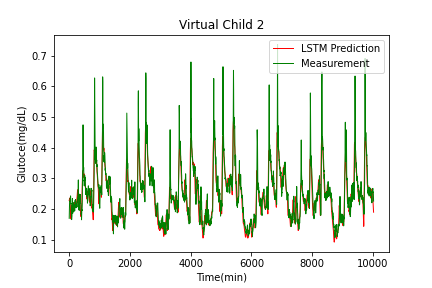 Virtual Child 2
LSTM Prediction
Measurement
Glutoce(mg/dL)
0.7
0.6
0.5
0.4
0.3
0.2
0.1
0
2000
4000
6000
8000
10000
Time(min)